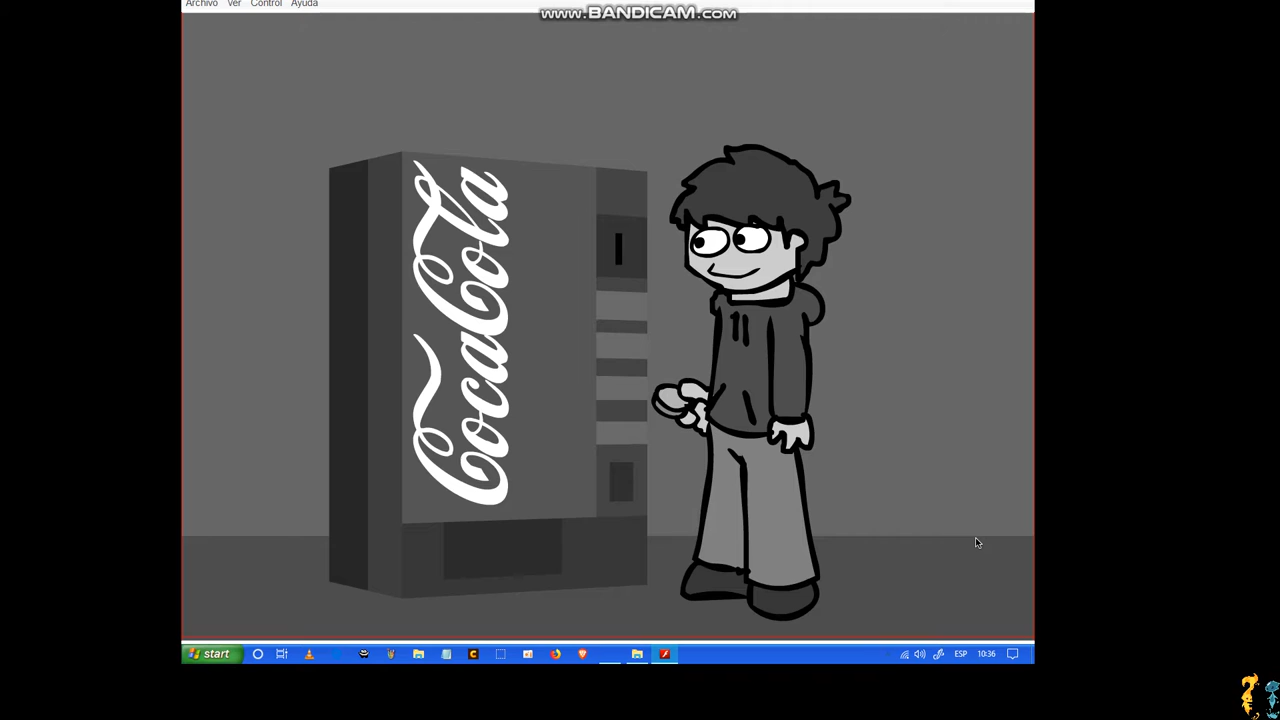 Archivo Ver Control Ayuda
WWW.BANDICAM.COM
CocaCola
start
ESP 10:36